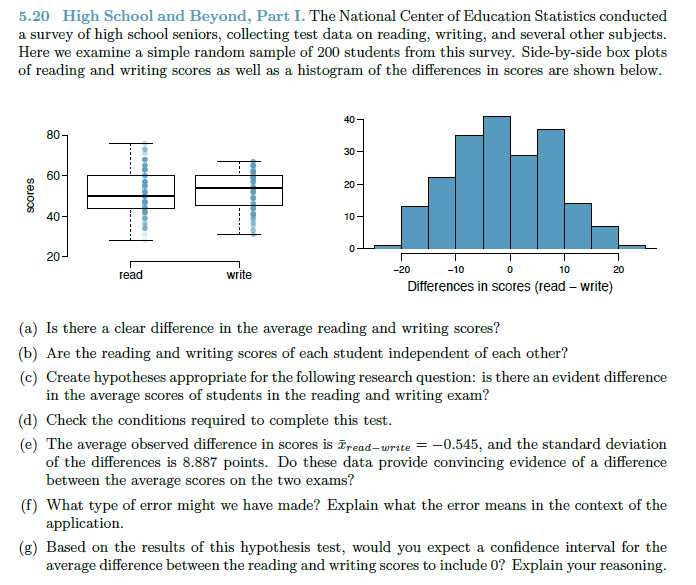 5.20 High School and Beyond, Part I. The National Center of Education Statistics conducted
a survey of high school seniors, collecting test data on reading, writing, and several other subjects.
Here we examine a simple random sample of 200 students from this survey. Side-by-side box plots
of reading and writing scores as well as a histogram of the differences in scores are shown below.
scores
80
60
40
20
read
write
40
30
20
10
0
−20
−10
0
10
20
Differences in scores (read − write)
(a) Is there a clear difference in the average reading and writing scores?
(b) Are the reading and writing scores of each student independent of each other?
(c) Create hypotheses appropriate for the following research question: is there an evident difference
in the average scores of students in the reading and writing exam?
(d) Check the conditions required to complete this test.
(e) The average observed difference in scores is x̄read−write = −0.545, and the standard deviation
of the differences is 8.887 points. Do these data provide convincing evidence of a difference
between the average scores on the two exams?
(f) What type of error might we have made? Explain what the error means in the context of the
application.
(g) Based on the results of this hypothesis test, would you expect a confidence interval for the
average difference between the reading and writing scores to include 0? Explain your reasoning.